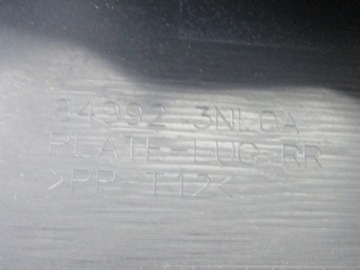 84992 3NL0A
PLATE-LUG, RR
>PP-T12<